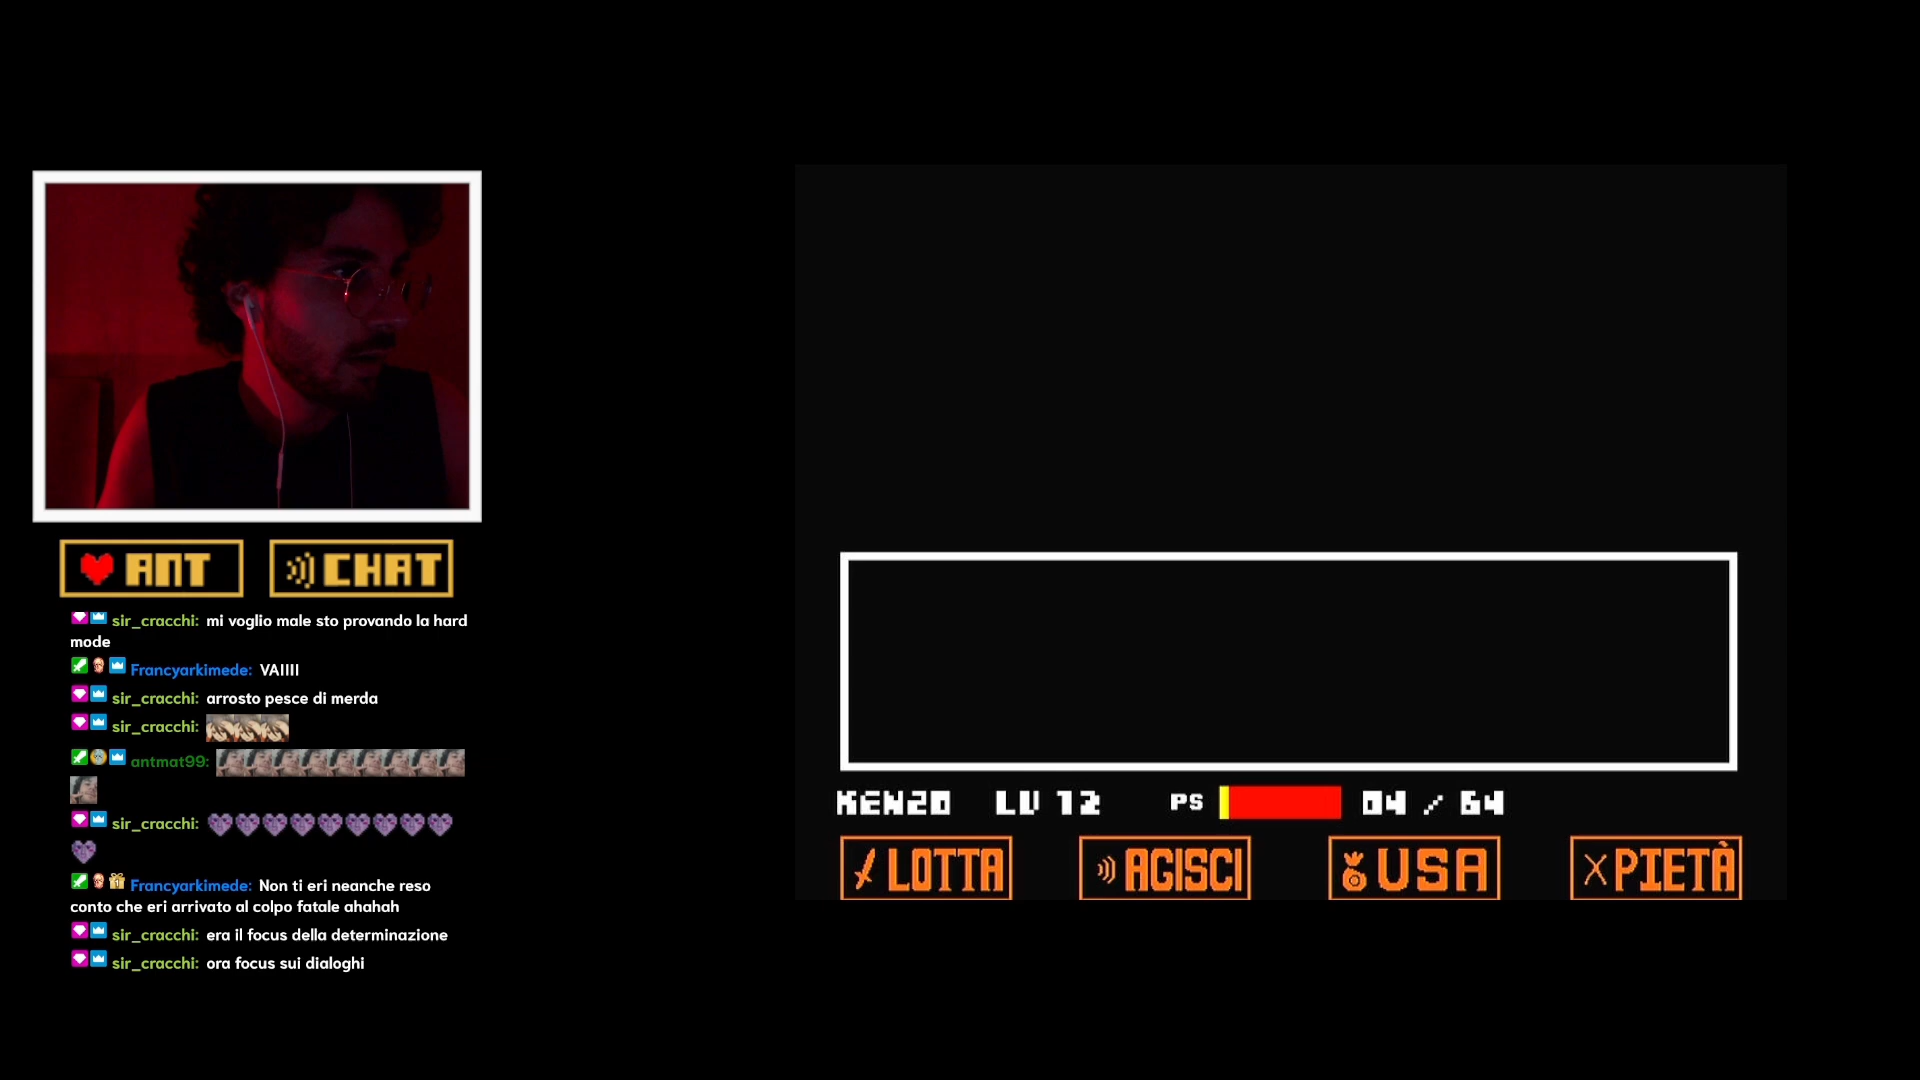 ANT
CHAT
sir_cracchi: mi voglio male sto provando la hard
mode
Francyarkimede: VAIIII
sir_cracchi: arrosto pesce di merda
sir_cracchi:
antmat99:
sir_cracchi:
Francyarkimede: Non ti eri neanche reso
conto che eri arrivato al colpo fatale ahahah
sir_cracchi: era il focus della determinazione
sir_cracchi: ora focus sui dialoghi
KENZO LV 12 PS 04 / 64
LOTTA AGISCI USA PIETÀ